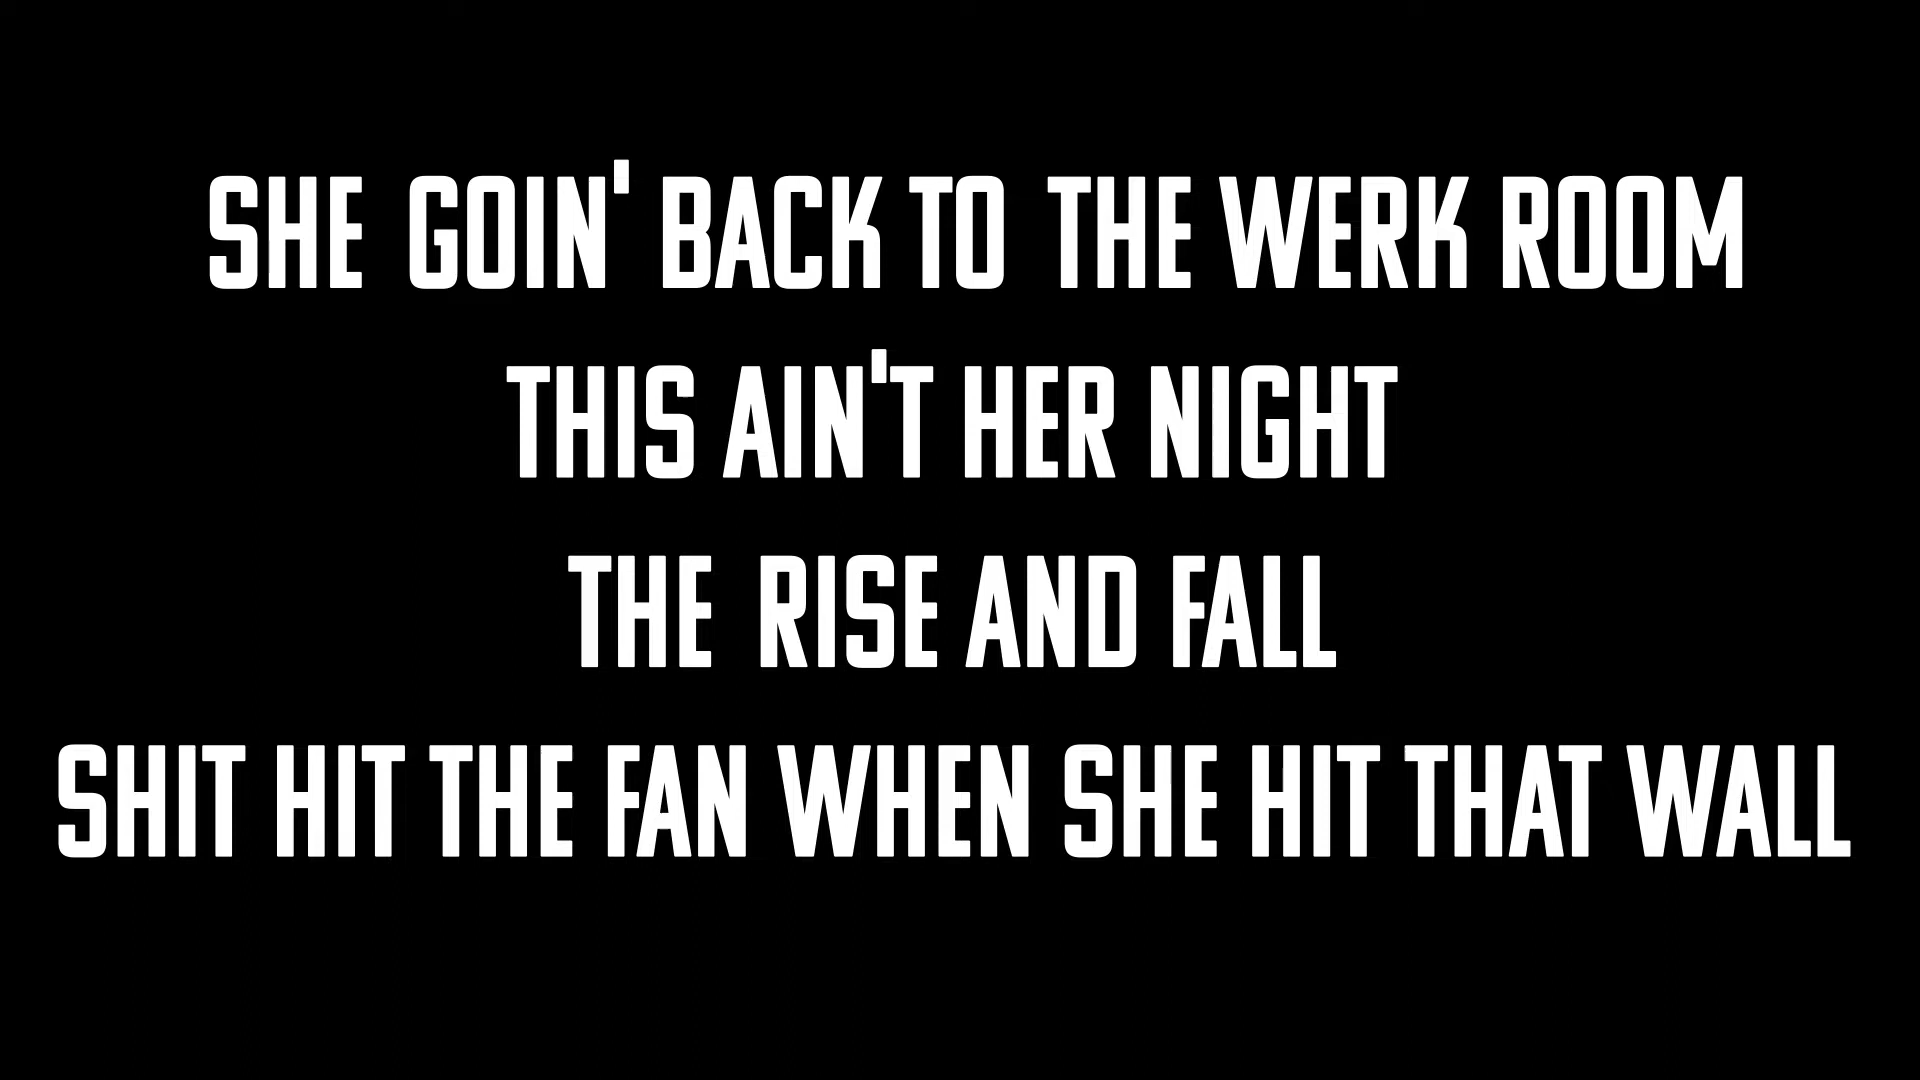 SHE GOIN' BACK TO THE WERK ROOM
THIS AIN'T HER NIGHT
THE RISE AND FALL
SHIT HIT THE FAN WHEN SHE HIT THAT WALL